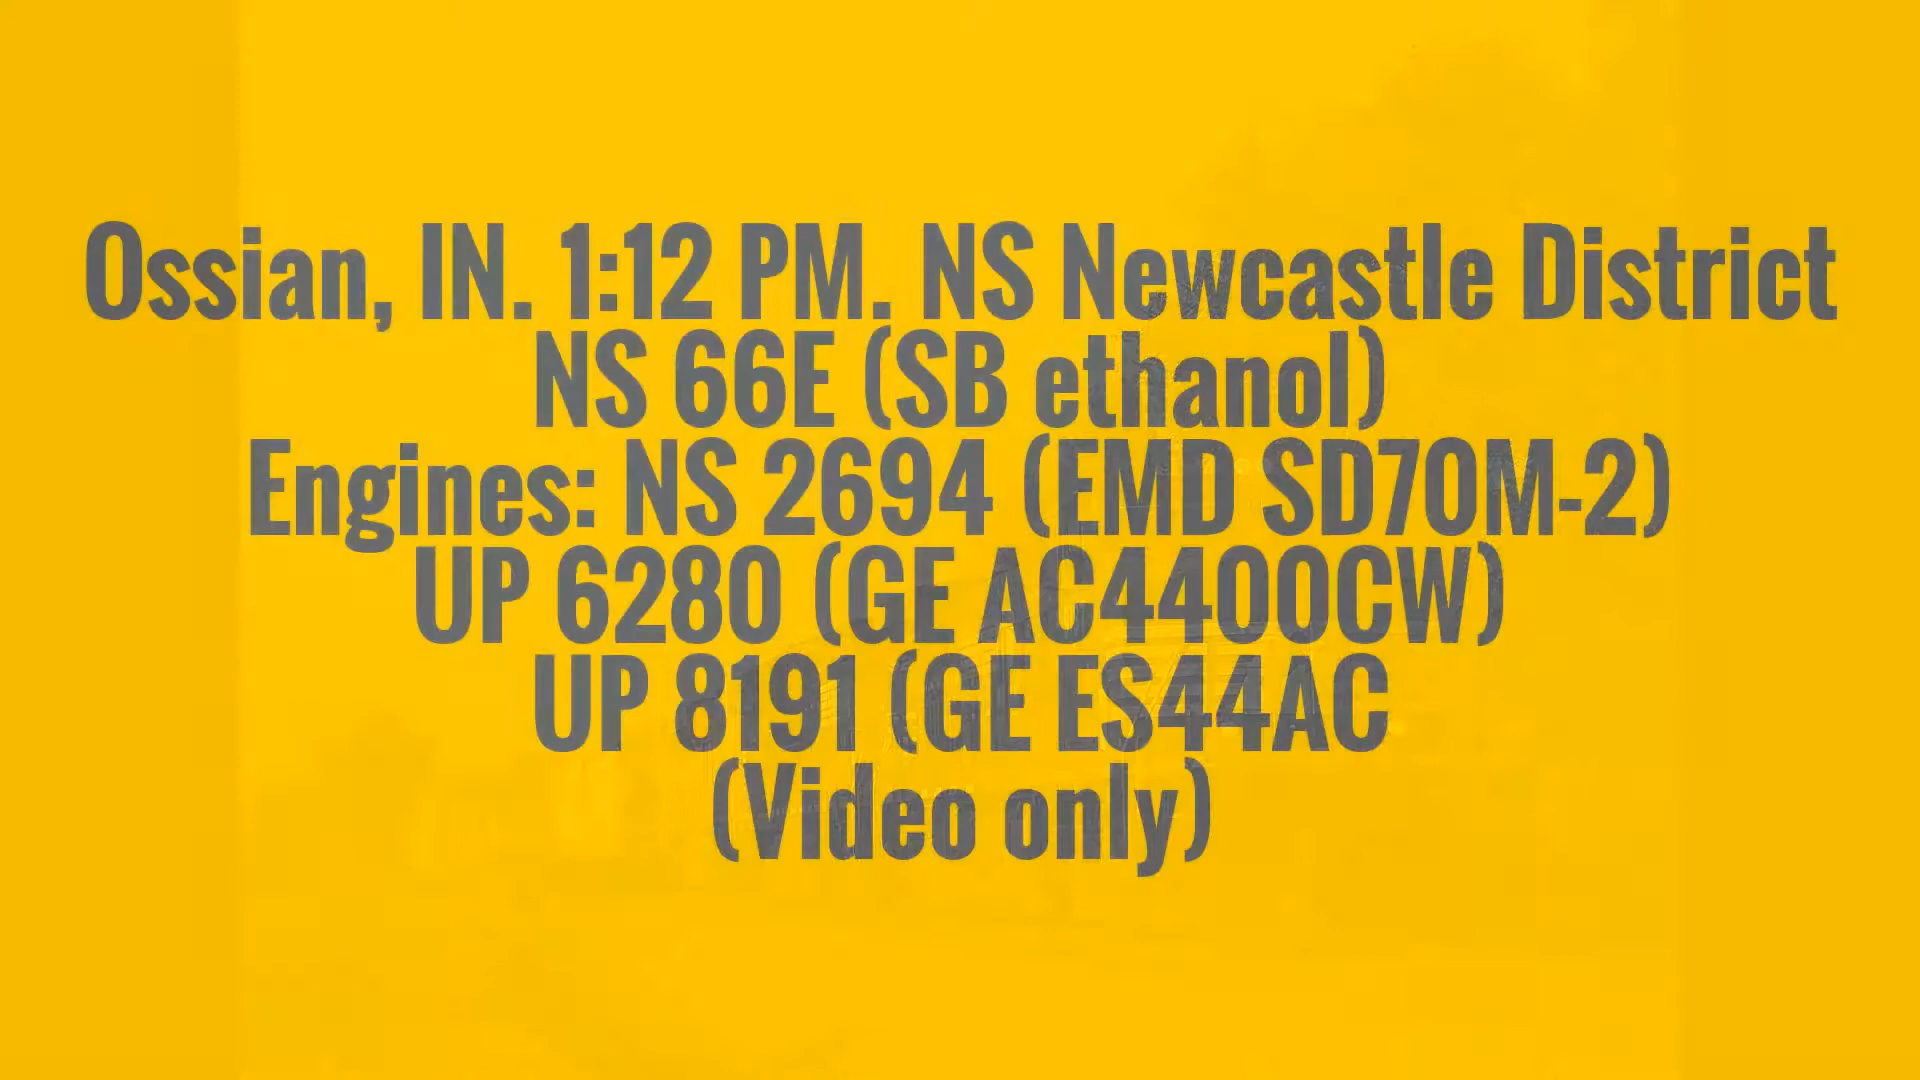 Ossian, IN. 1:12 PM. NS Newcastle District
NS 66E (SB ethanol)
Engines: NS 2694 (EMD SD70M-2)
UP 6280 (GE AC4400CW)
UP 8191 (GE ES44AC
(Video only)